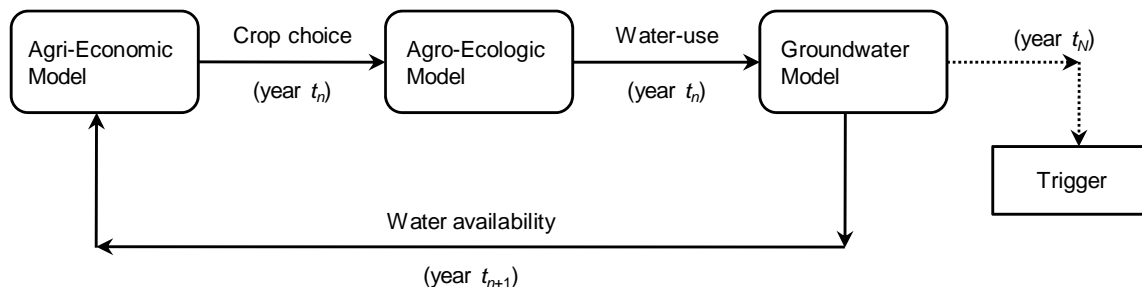 Agri-Economic
Model
Crop choice
(year tn)
Agro-Ecologic
Model
Water-use
(year tn)
Groundwater
Model
(year tN)
Trigger
Water availability
(year tn+1)